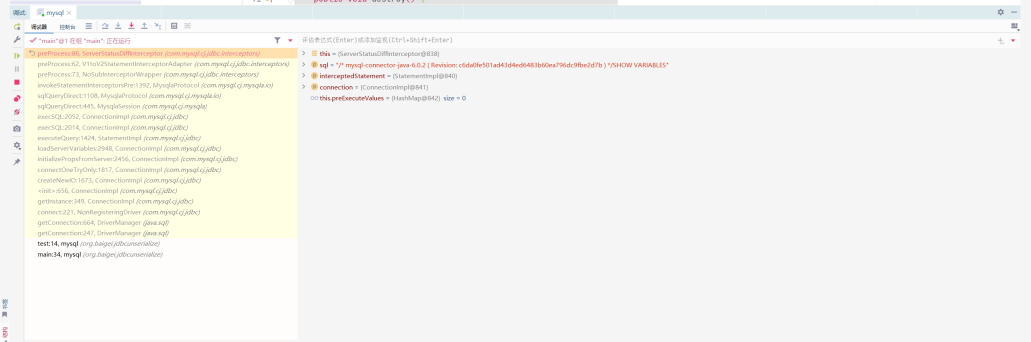 public void destroy() {
调试: mysql ×
调试器 控制台
"main"@1 在组 "main": 正在运行
评估表达式(Enter)或添加监视(Ctrl+Shift+Enter)
preProcess:86, ServerStatusDiffInterceptor (com.mysql.cj.jdbc.interceptors)
preProcess:62, V1toV2StatementInterceptorAdapter (com.mysql.cj.jdbc.interceptors)
preProcess:73, NoSubInterceptorWrapper (com.mysql.cj.jdbc.interceptors)
invokeStatementInterceptorsPre:1392, MysqlaProtocol (com.mysql.cj.mysqla.io)
sqlQueryDirect:1108, MysqlaProtocol (com.mysql.cj.mysqla.io)
sqlQueryDirect:445, MysqlaSession (com.mysql.cj.mysqla)
execSQL:2052, ConnectionImpl (com.mysql.cj.jdbc)
execSQL:2014, ConnectionImpl (com.mysql.cj.jdbc)
executeQuery:1424, StatementImpl (com.mysql.cj.jdbc)
loadServerVariables:2948, ConnectionImpl (com.mysql.cj.jdbc)
initializePropsFromServer:2456, ConnectionImpl (com.mysql.cj.jdbc)
connectOneTryOnly:1817, ConnectionImpl (com.mysql.cj.jdbc)
createNewIO:1673, ConnectionImpl (com.mysql.cj.jdbc)
<init>:656, ConnectionImpl (com.mysql.cj.jdbc)
getInstance:349, ConnectionImpl (com.mysql.cj.jdbc)
connect:221, NonRegisteringDriver (com.mysql.cj.jdbc)
getConnection:664, DriverManager (java.sql)
getConnection:247, DriverManager (java.sql)
test:14, mysql (org.baigei.jdbcunserialize)
main:34, mysql (org.baigei.jdbcunserialize)
this = {ServerStatusDiffInterceptor@838}
sql = "/* mysql-connector-java-6.0.2 ( Revision: c6da0fe501ad43d4ed6483b60ea796dc9fbe2d7b ) */SHOW VARIABLES"
interceptedStatement = {StatementImpl@840}
connection = {ConnectionImpl@841}
this.preExecuteValues = {HashMap@842} size = 0
书签
结构